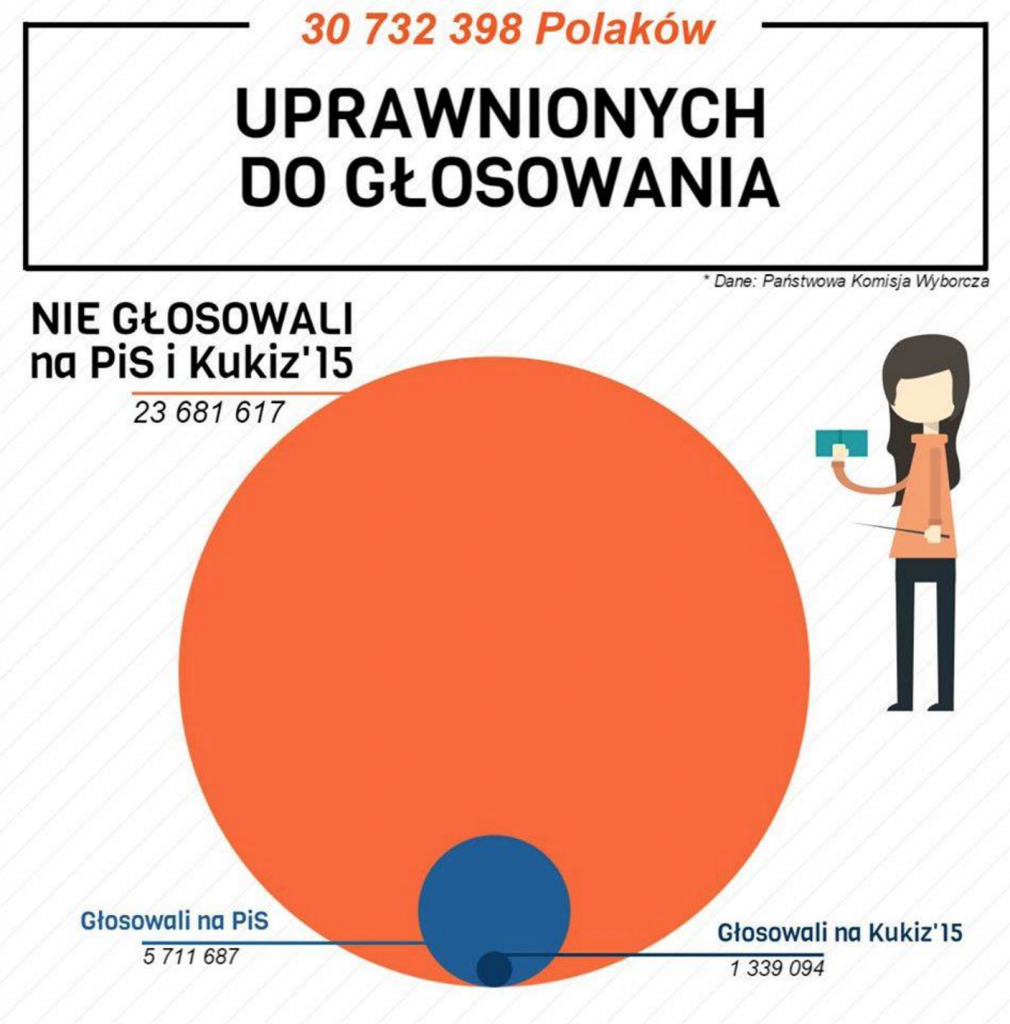 30 732 398 Polaków
UPRAWNIONYCH
DO GŁOSOWANIA
* Dane: Państwowa Komisja Wyborcza
NIE GŁOSOWALI
na PiS i Kukiz'15
23 681 617
Głosowali na PiS
5 711 687
Głosowali na Kukiz'15
1 339 094